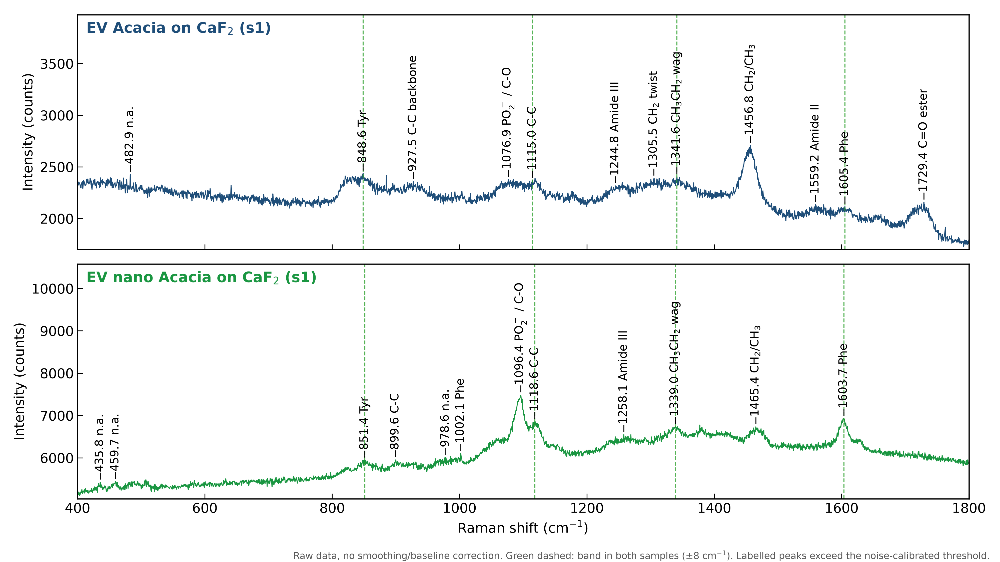 EV Acacia on CaF₂ (s1)
Intensity (counts)
3500
3000
2500
2000
482.9 n.a.
848.6 Tyr
927.5 C-C backbone
1076.9 PO₂⁻ / C-O
1115.0 C-C
1244.8 Amide III
1305.5 CH₂ twist
1341.6 CH₃CH₂ wag
1456.8 CH₂/CH₃
1559.2 Amide II
1605.4 Phe
1729.4 C=O ester
EV nano Acacia on CaF₂ (s1)
Intensity (counts)
10000
9000
8000
7000
6000
435.8 n.a.
459.7 n.a.
851.4 Tyr
899.6 C-C
978.6 n.a.
1002.1 Phe
1096.4 PO₂⁻ / C-O
1118.6 C-C
1258.1 Amide III
1339.0 CH₃CH₂ wag
1465.4 CH₂/CH₃
1603.7 Phe
400 600 800 1000 1200 1400 1600 1800
Raman shift (cm⁻¹)
Raw data, no smoothing/baseline correction. Green dashed: band in both samples (±8 cm⁻¹). Labelled peaks exceed the noise-calibrated threshold.